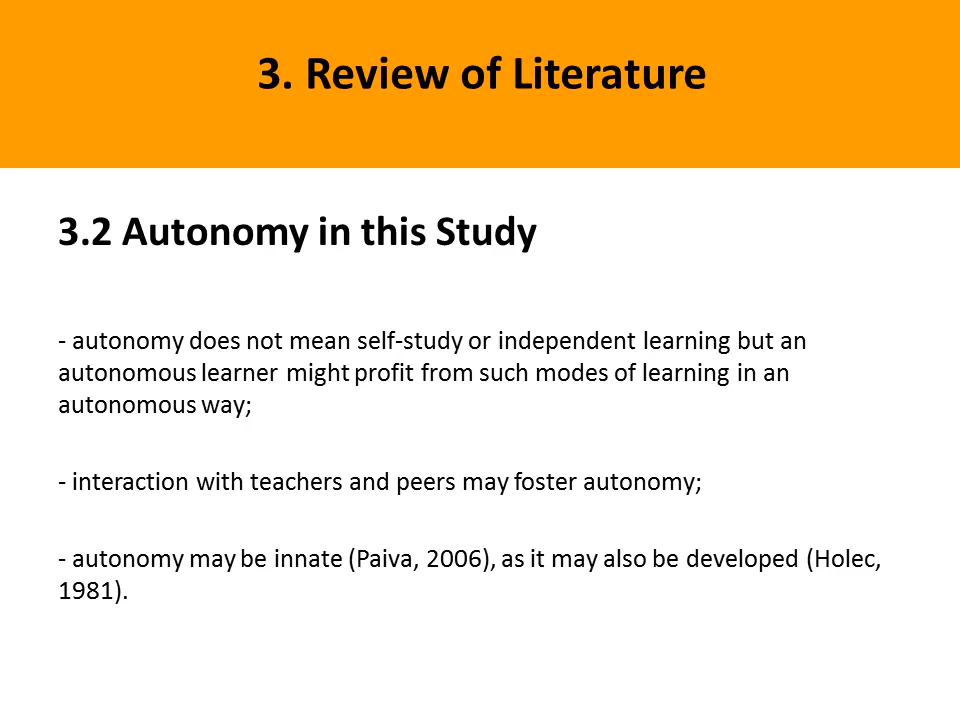 3. Review of Literature
3.2 Autonomy in this Study
- autonomy does not mean self-study or independent learning but an
autonomous learner might profit from such modes of learning in an
autonomous way;
- interaction with teachers and peers may foster autonomy;
- autonomy may be innate (Paiva, 2006), as it may also be developed (Holec,
1981).